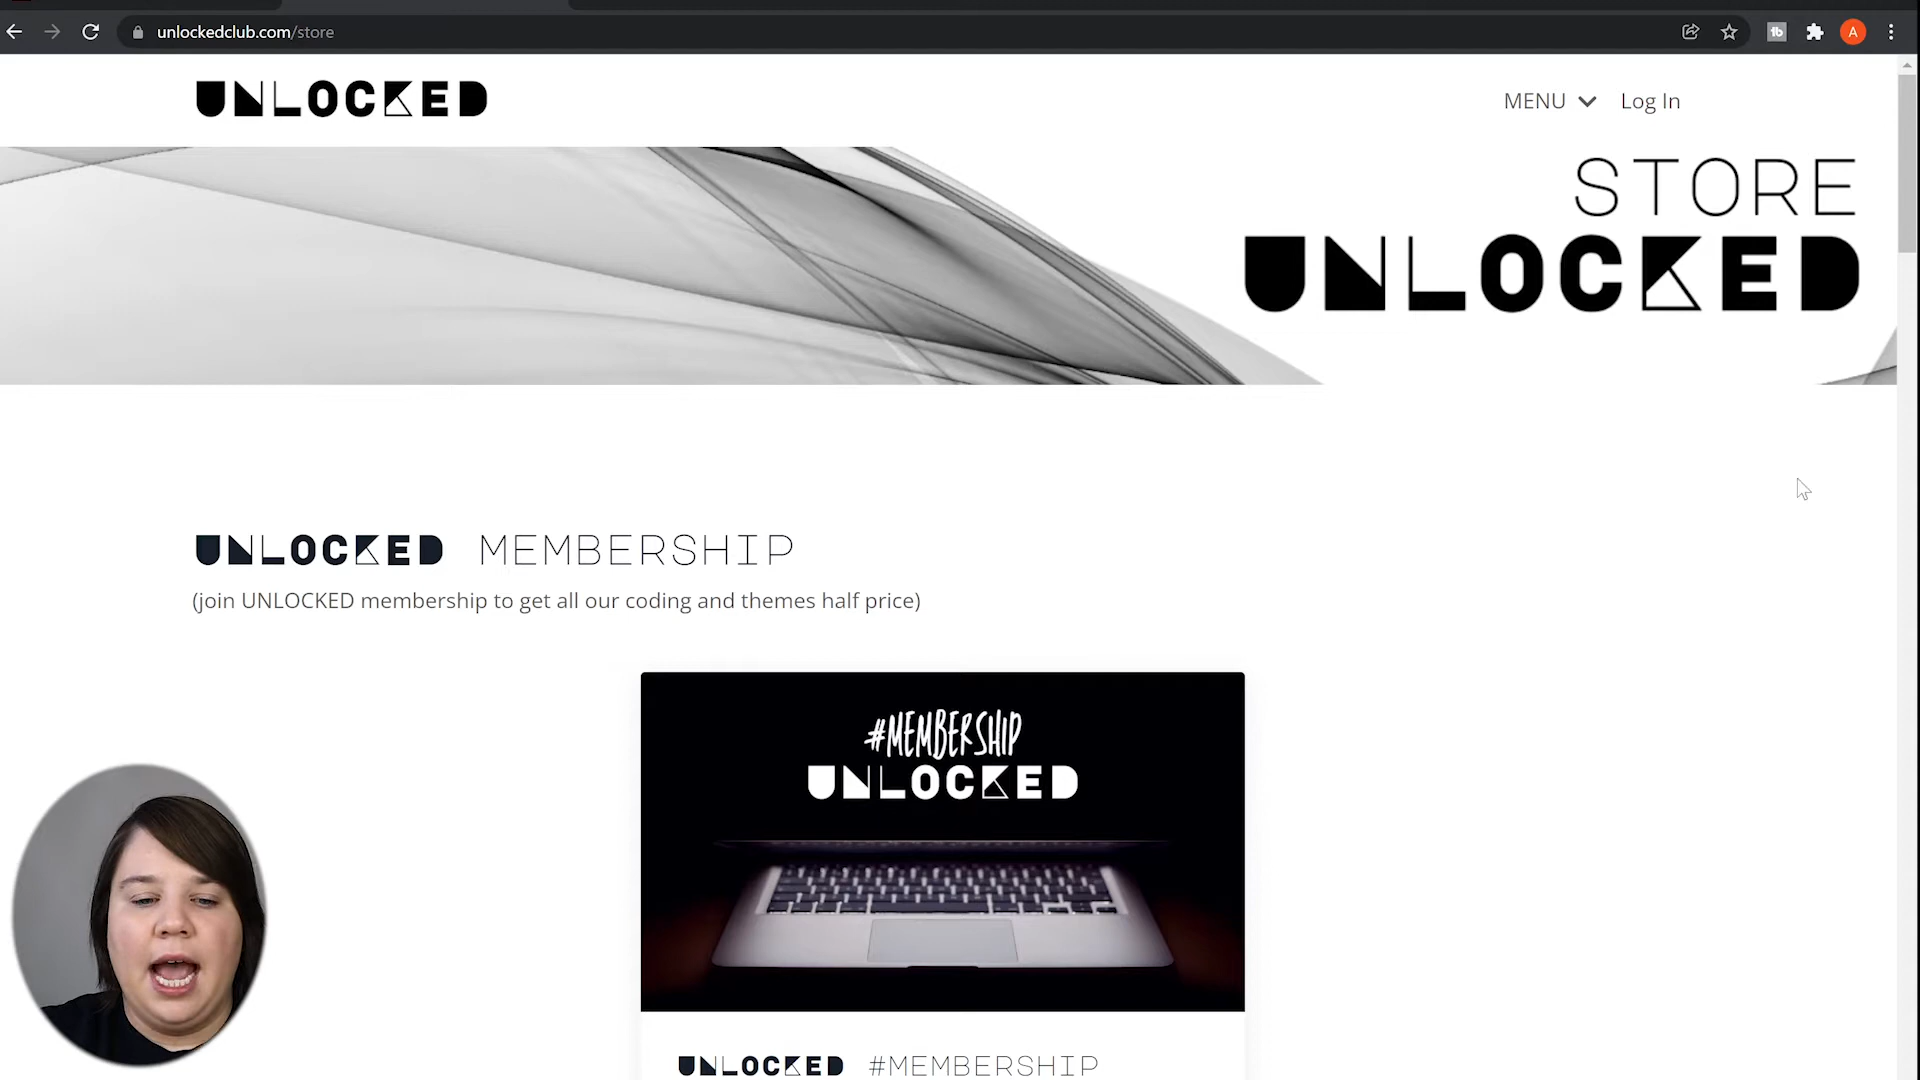 unlockedclub.com/store
A
UNLOCKED
MENU Log In
STORE
UNLOCKED
UNLOCKED MEMBERSHIP
(join UNLOCKED membership to get all our coding and themes half price)
#MEMBERSHIP
UNLOCKED
UNLOCKED #MEMBERSHIP